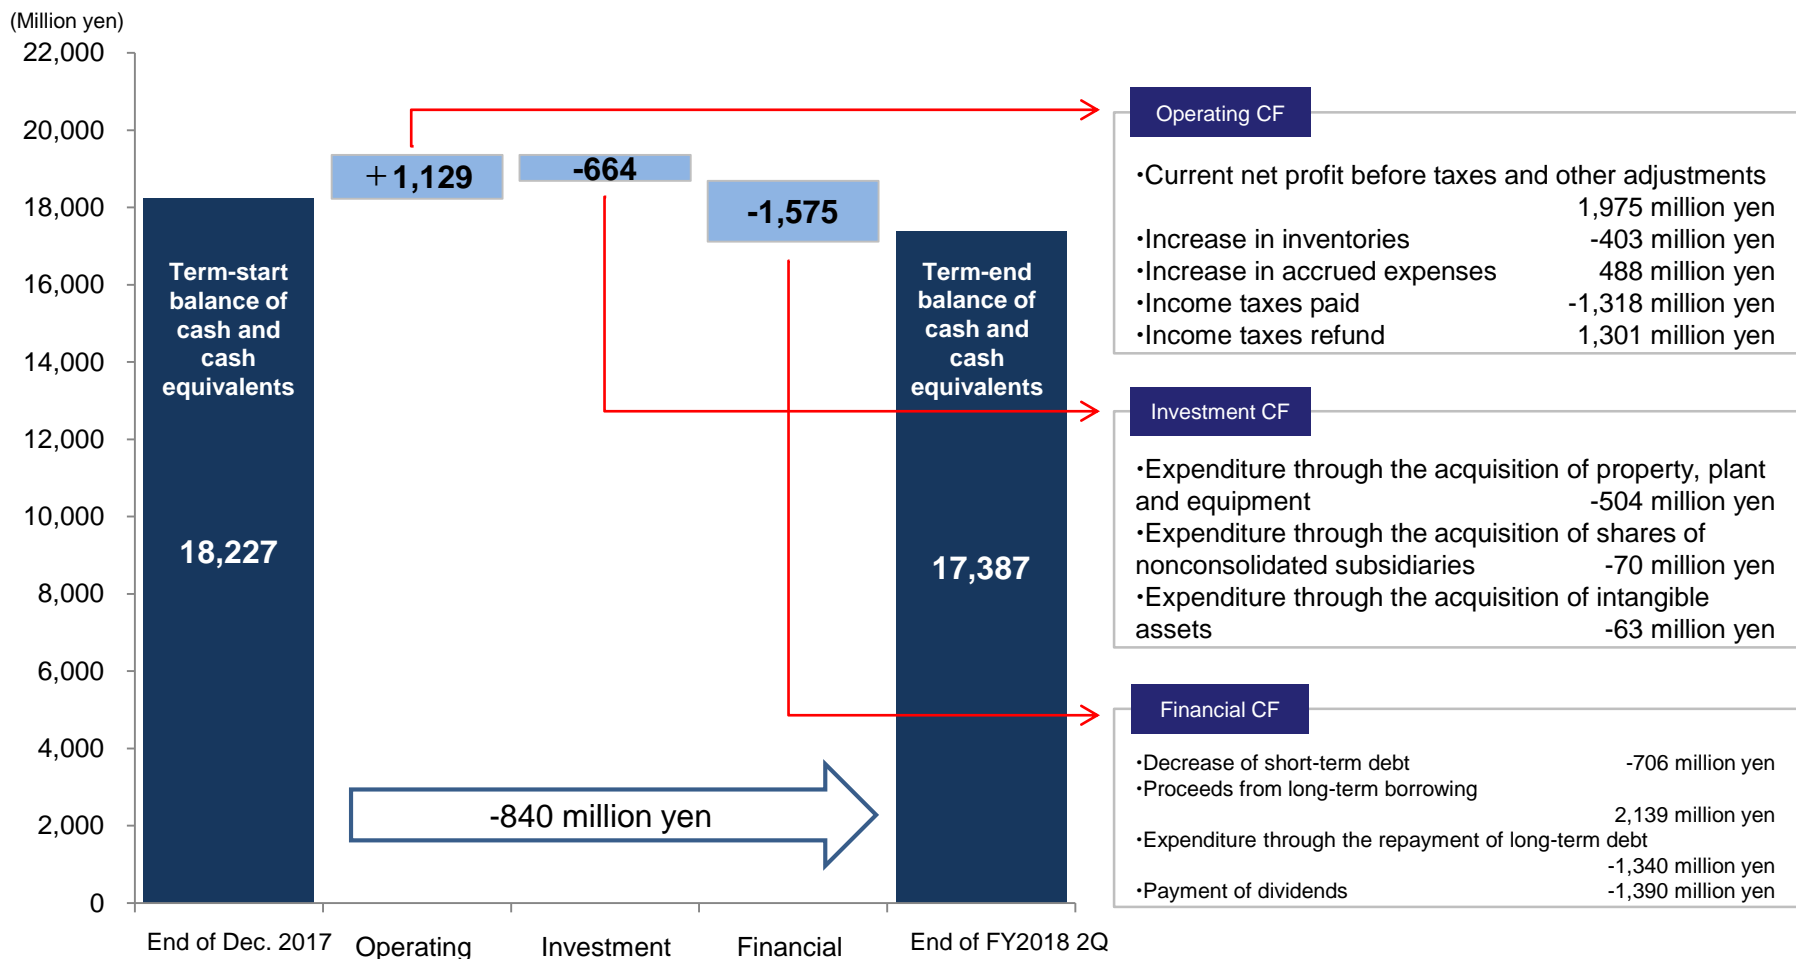 (Million yen)
22,000
20,000
18,000
16,000
14,000
12,000
10,000
8,000
6,000
4,000
2,000
0
Term-start
balance of
cash and
cash
equivalents
18,227
+1,129
-664
-1,575
Term-end
balance of
cash and
cash
equivalents
17,387
-840 million yen
End of Dec. 2017
Operating
Investment
Financial
End of FY2018 2Q
Operating CF
・Current net profit before taxes and other adjustments
1,975 million yen
・Increase in inventories -403 million yen
・Increase in accrued expenses 488 million yen
・Income taxes paid -1,318 million yen
・Income taxes refund 1,301 million yen
Investment CF
・Expenditure through the acquisition of property, plant
and equipment -504 million yen
・Expenditure through the acquisition of shares of
nonconsolidated subsidiaries -70 million yen
・Expenditure through the acquisition of intangible
assets -63 million yen
Financial CF
・Decrease of short-term debt -706 million yen
・Proceeds from long-term borrowing
2,139 million yen
・Expenditure through the repayment of long-term debt
-1,340 million yen
・Payment of dividends -1,390 million yen